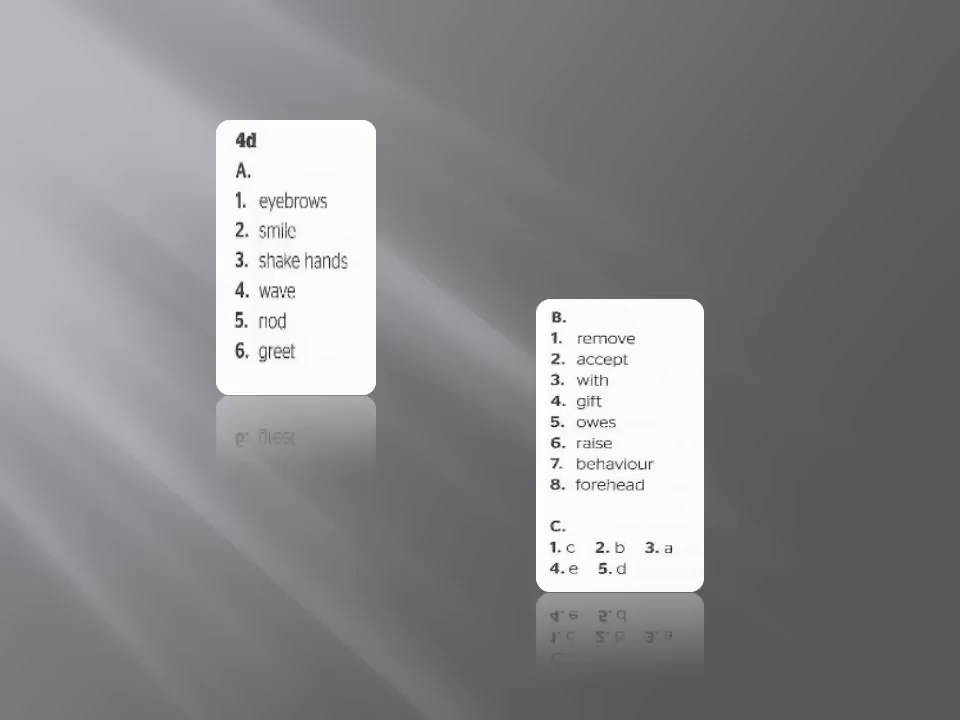 4d
A.
1. eyebrows
2. smile
3. shake hands
4. wave
5. nod
6. greet
B.
1. remove
2. accept
3. with
4. gift
5. owes
6. raise
7. behaviour
8. forehead
C.
1. c 2. b 3. a
4. e 5. d